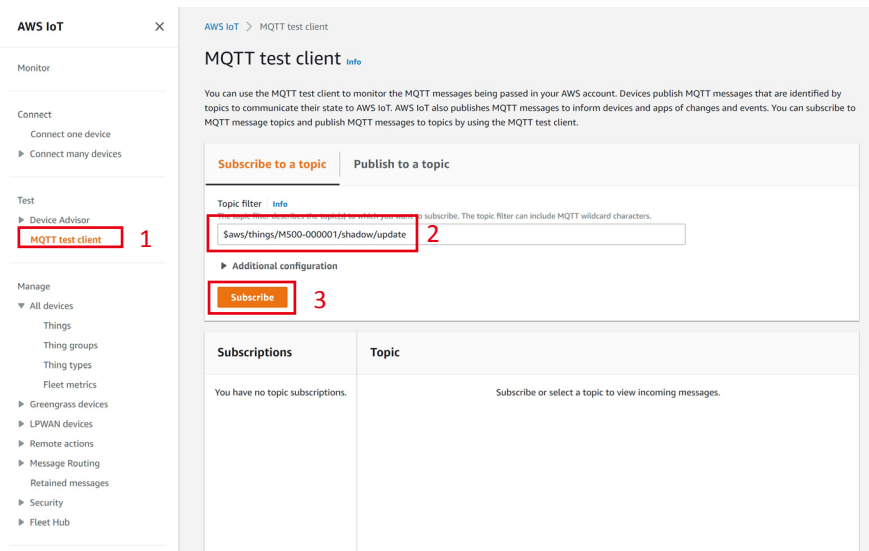 AWS IoT
Monitor
Connect
Connect one device
Connect many devices
Test
Device Advisor
MQTT test client
1
Manage
All devices
Things
Thing groups
Thing types
Fleet metrics
Greengrass devices
LPWAN devices
Remote actions
Message Routing
Retained messages
Security
Fleet Hub
AWS IoT > MQTT test client
MQTT test client Info
You can use the MQTT test client to monitor the MQTT messages being passed in your AWS account. Devices publish MQTT messages that are identified by
topics to communicate their state to AWS IoT. AWS IoT also publishes MQTT messages to inform devices and apps of changes and events. You can subscribe to
MQTT message topics and publish MQTT messages to topics by using the MQTT test client.
Subscribe to a topic
Publish to a topic
Topic filter Info
The topic filter describes the topic(s) to which you want to subscribe. The topic filter can include MQTT wildcard characters.
$aws/things/M500-000001/shadow/update
2
Additional configuration
Subscribe
3
Subscriptions
Topic
You have no topic subscriptions.
Subscribe or select a topic to view incoming messages.